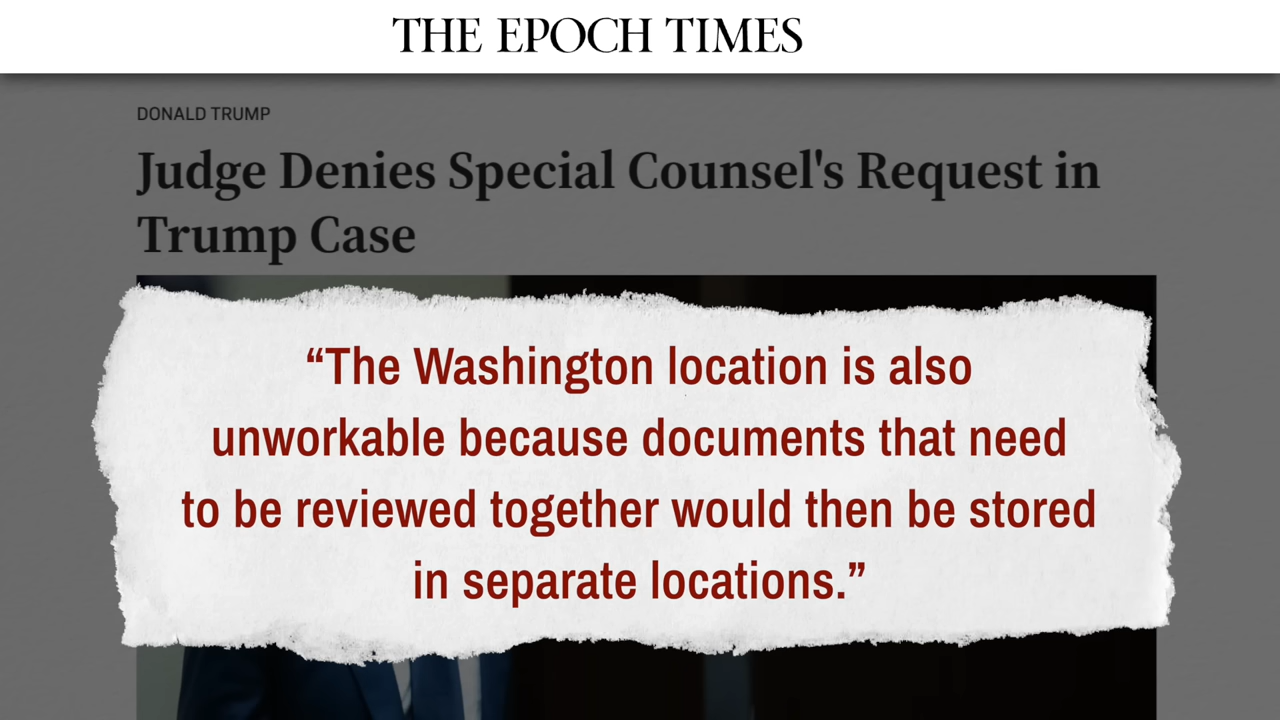 THE EPOCH TIMES
DONALD TRUMP
Judge Denies Special Counsel's Request in
Trump Case
“The Washington location is also
unworkable because documents that need
to be reviewed together would then be stored
in separate locations.”